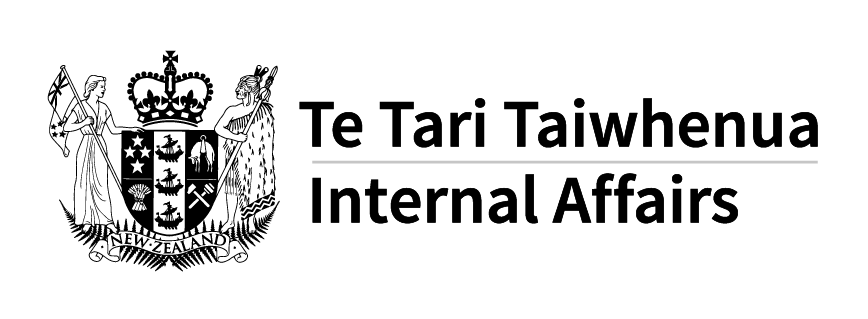 Te Tari Taiwhenua
Internal Affairs
NEW·ZEALAND